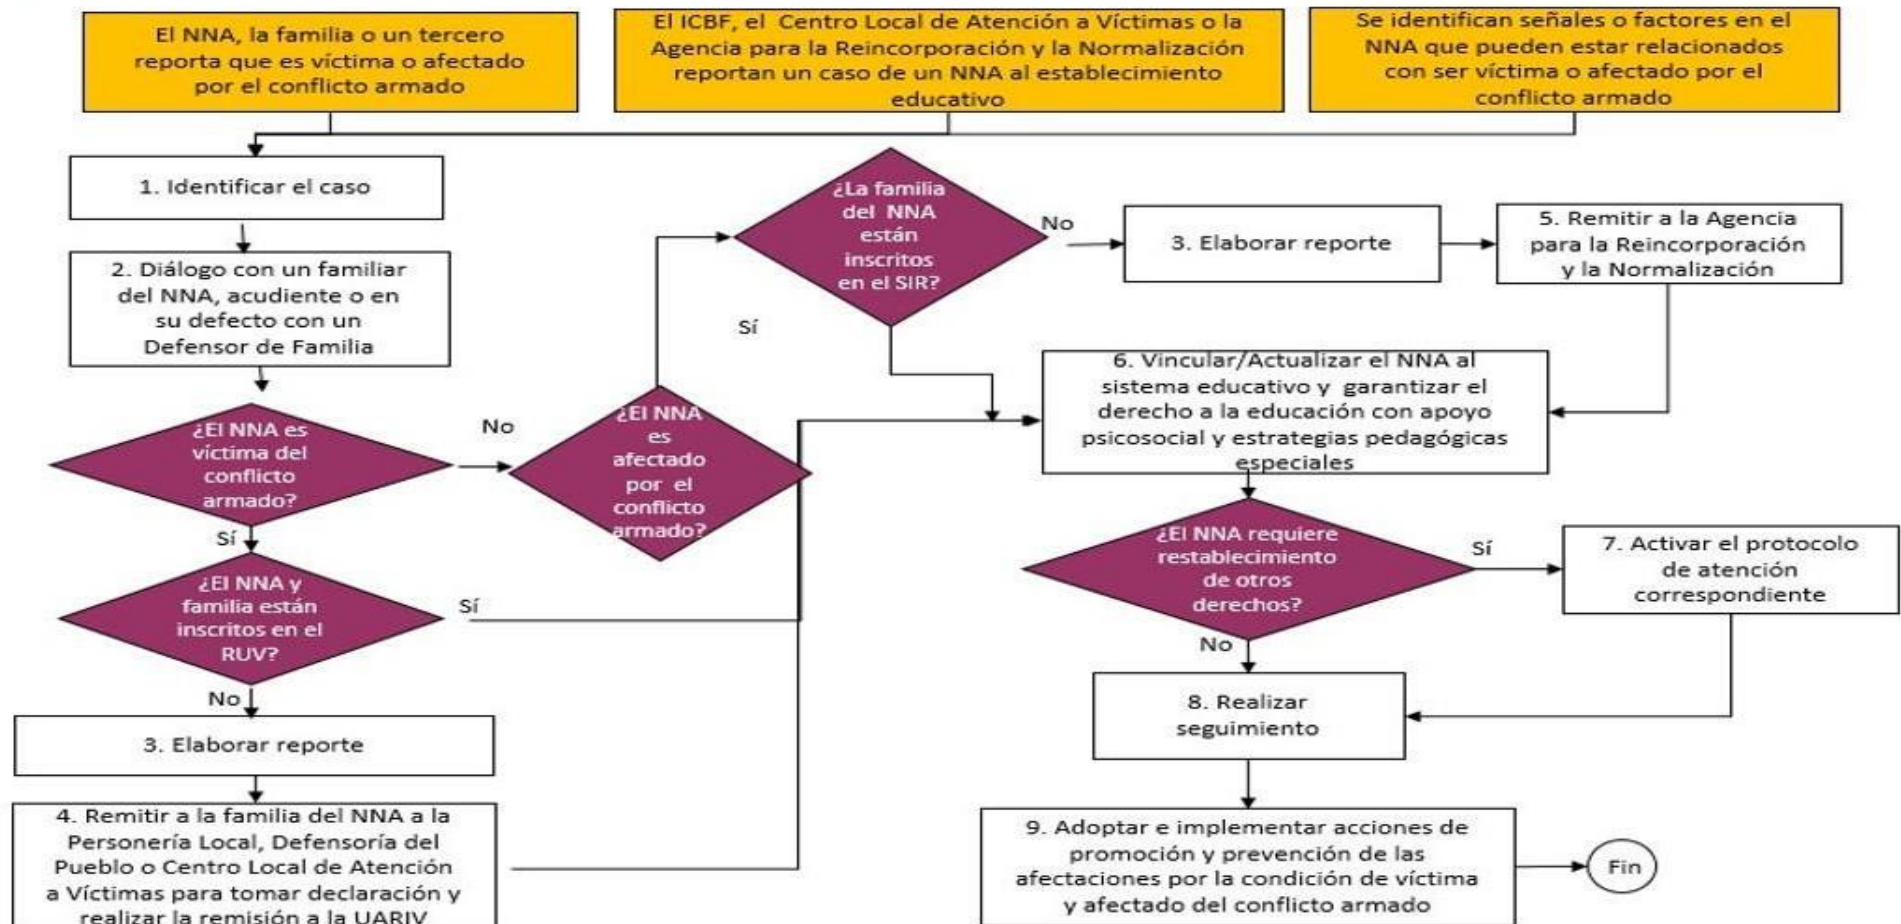 El NNA, la familia o un tercero
reporta que es víctima o afectado
por el conflicto armado
El ICBF, el Centro Local de Atención a Víctimas o la
Agencia para la Reincorporación y la Normalización
reportan un caso de un NNA al establecimiento
educativo
Se identifican señales o factores en el
NNA que pueden estar relacionados
con ser víctima o afectado por el
conflicto armado
1. Identificar el caso
2. Diálogo con un familiar
del NNA, acudiente o en
su defecto con un
Defensor de Familia
¿El NNA es
víctima del
conflicto
armado?
No
Sí
¿El NNA y
familia están
inscritos en el
RUV?
Sí
No
3. Elaborar reporte
4. Remitir a la familia del NNA a la
Personería Local, Defensoría del
Pueblo o Centro Local de Atención
a Víctimas para tomar declaración y
realizar la remisión a la UARIV
¿El NNA
es
afectado
por el
conflicto
armado?
Sí
¿La familia
del NNA
están
inscritos
en el SIR?
No
3. Elaborar reporte
5. Remitir a la Agencia
para la Reincorporación
y la Normalización
6. Vincular/Actualizar el NNA al
sistema educativo y garantizar el
derecho a la educación con apoyo
psicosocial y estrategias pedagógicas
especiales
¿El NNA requiere
restablecimiento
de otros
derechos?
Sí
7. Activar el protocolo
de atención
correspondiente
No
8. Realizar
seguimiento
9. Adoptar e implementar acciones de
promoción y prevención de las
afectaciones por la condición de víctima
y afectado del conflicto armado
Fin